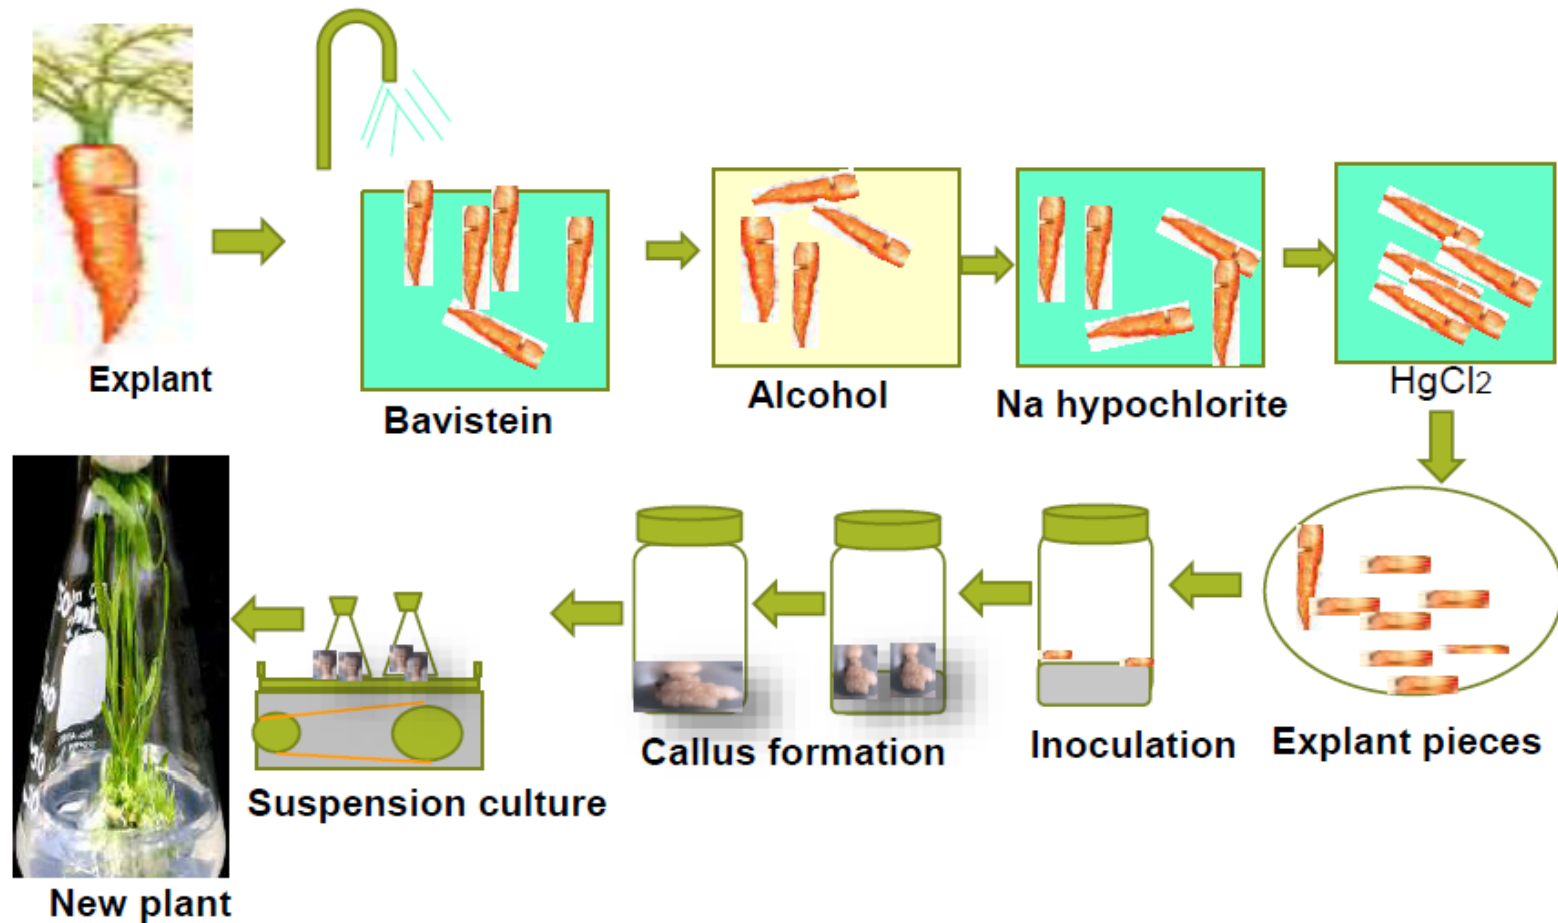 Explant
Bavistein
Alcohol
Na hypochlorite
HgCl2
Explant pieces
Inoculation
Callus formation
Suspension culture
New plant